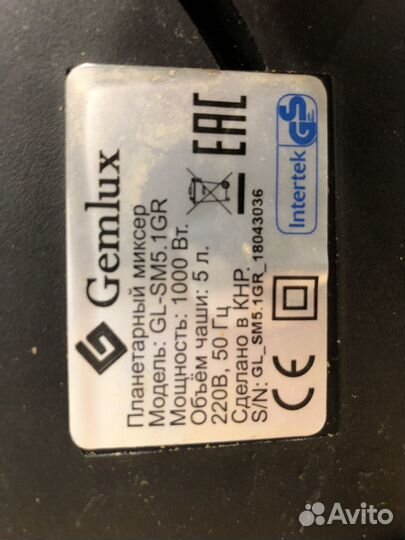 Gemlux
Планетарный миксер
Модель: GL-SM5.1GR
Мощность: 1000 Вт.
Объём чаши: 5 л.
220В, 50 Гц
Сделано в КНР.
S/N: GL_SM5.1GR_18043036
EAC
CE
Intertek
GS
Avito